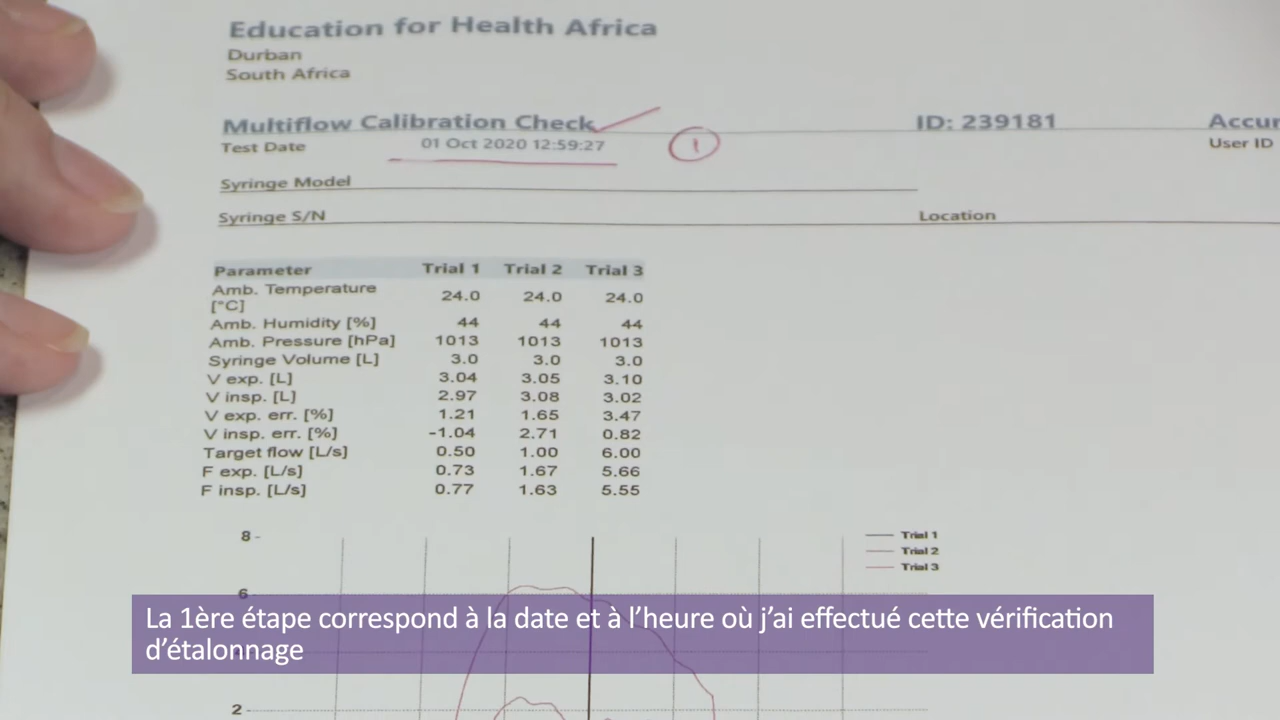 Education for Health Africa
Durban
South Africa
Multiflow Calibration Check
ID: 239181
Accur
Test Date
01 Oct 2020 12:59:27
1
User ID
Syringe Model
Syringe S/N
Location
Parameter Trial 1 Trial 2 Trial 3
Amb. Temperature
[°C] 24.0 24.0 24.0
Amb. Humidity [%] 44 44 44
Amb. Pressure [hPa] 1013 1013 1013
Syringe Volume [L] 3.0 3.0 3.0
V exp. [L] 3.04 3.05 3.10
V insp. [L] 2.97 3.08 3.02
V exp. err. [%] 1.21 1.65 3.47
V insp. err. [%] -1.04 2.71 0.82
Target flow [L/s] 0.50 1.00 6.00
F exp. [L/s] 0.73 1.67 5.66
F insp. [L/s] 0.77 1.63 5.55
8
Trial 1
Trial 2
Trial 3
6
La 1ère étape correspond à la date et à l’heure où j’ai effectué cette vérification
d’étalonnage
2